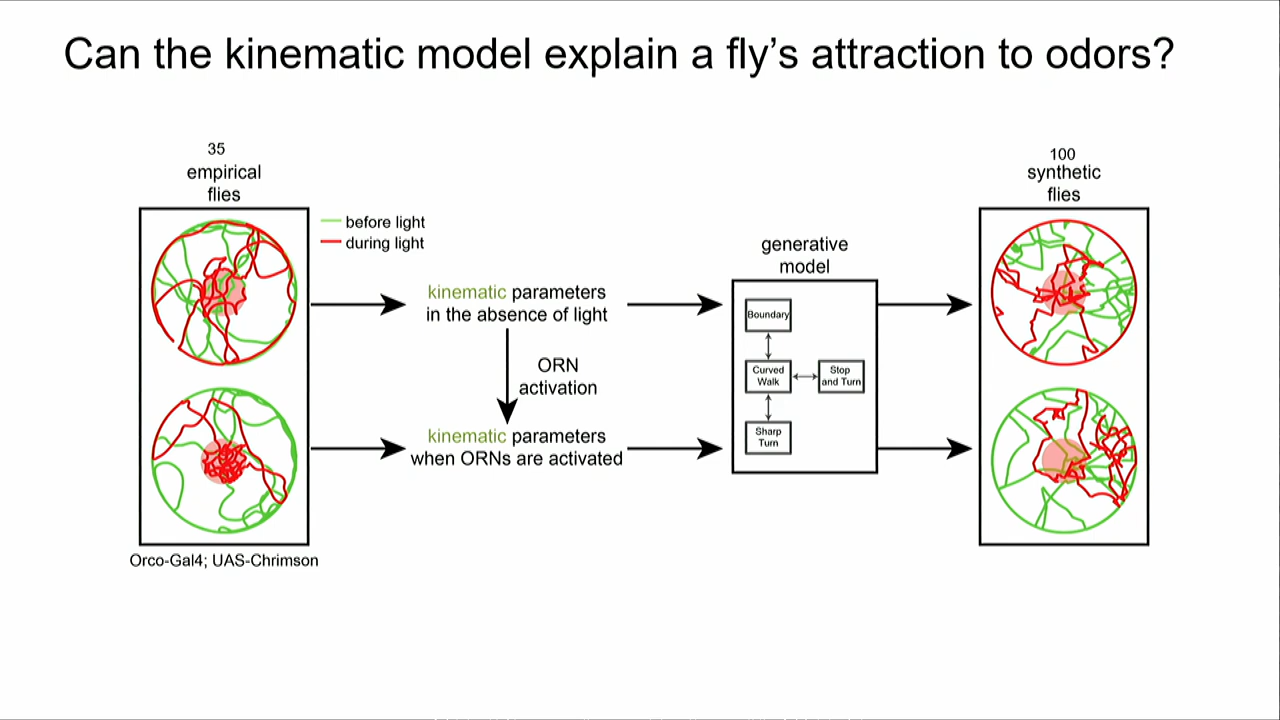 Can the kinematic model explain a fly's attraction to odors?
35
empirical
flies
before light
during light
kinematic parameters
in the absence of light
ORN
activation
kinematic parameters
when ORNs are activated
generative
model
Boundary
Curved
Walk
Stop
and Turn
Sharp
Turn
100
synthetic
flies
Orco-Gal4; UAS-Chrimson